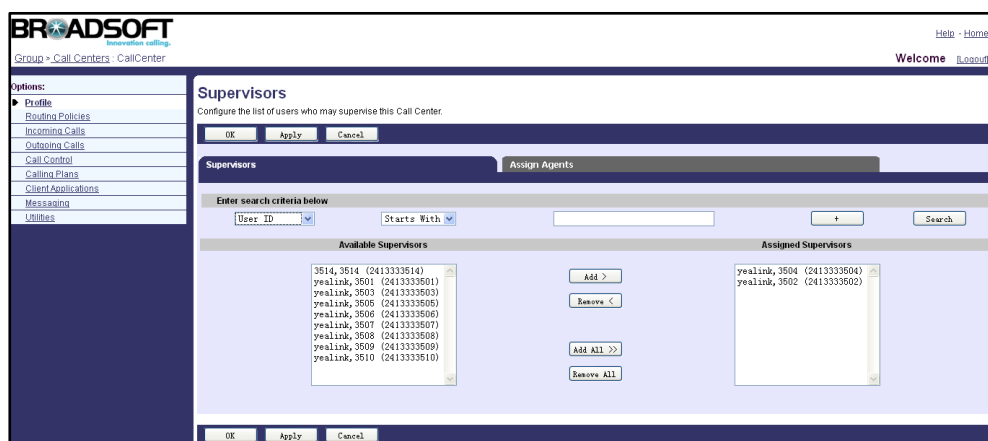 BROADSOFT
Innovation calling.
Help - Home
Group > Call Centers : CallCenter
Welcome [Logout]
Options:
Profile
Routing Policies
Incoming Calls
Outgoing Calls
Call Control
Calling Plans
Client Applications
Messaging
Utilities
Supervisors
Configure the list of users who may supervise this Call Center.
OK Apply Cancel
Supervisors Assign Agents
Enter search criteria below
User ID Starts With + Search
Available Supervisors Assigned Supervisors
3514,3514 (2413333514)
yealink,3501 (2413333501)
yealink,3503 (2413333503)
yealink,3505 (2413333505)
yealink,3506 (2413333506)
yealink,3507 (2413333507)
yealink,3508 (2413333508)
yealink,3509 (2413333509)
yealink,3510 (2413333510)
Add >
Remove <
Add All >>
Remove All
yealink,3504 (2413333504)
yealink,3502 (2413333502)
OK Apply Cancel